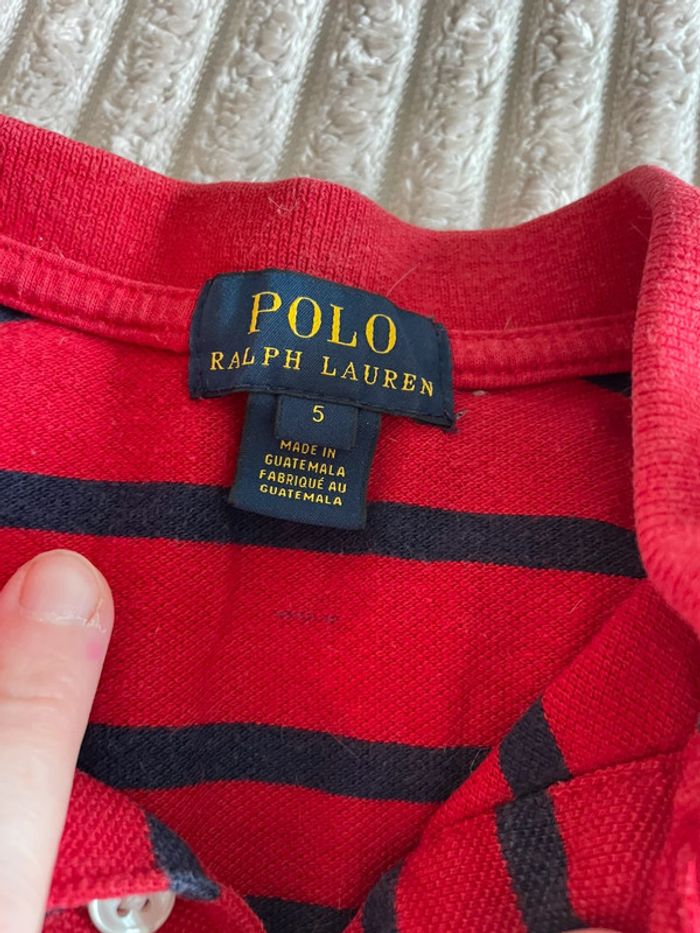 POLO
RALPH LAUREN
5
MADE IN
GUATEMALA
FABRIQUÉ AU
GUATEMALA